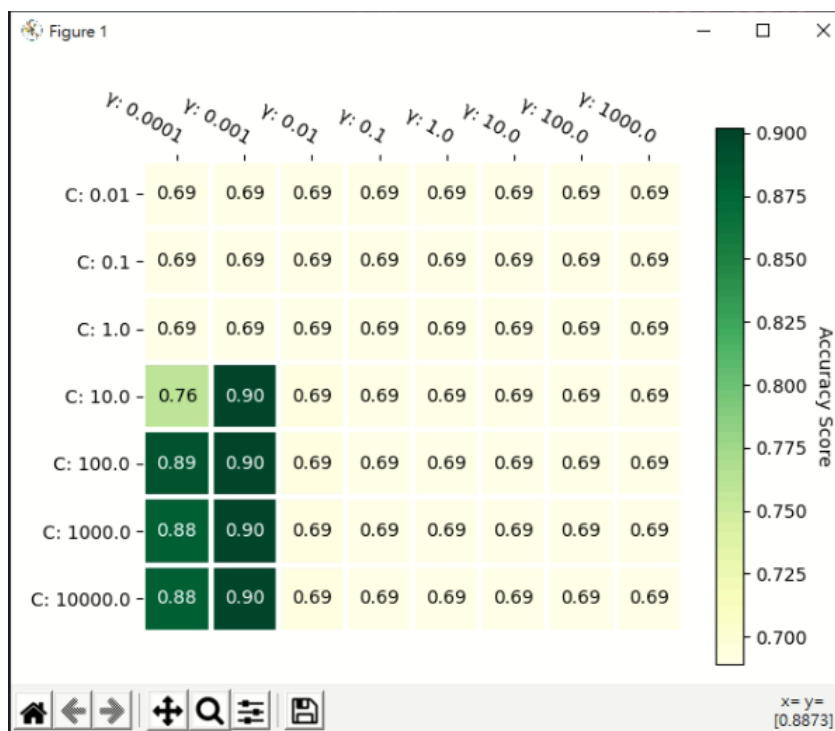 Figure 1
γ: 0.0001 γ: 0.001 γ: 0.01 γ: 0.1 γ: 1.0 γ: 10.0 γ: 100.0 γ: 1000.0
C: 0.01 0.69 0.69 0.69 0.69 0.69 0.69 0.69 0.69
C: 0.1 0.69 0.69 0.69 0.69 0.69 0.69 0.69 0.69
C: 1.0 0.69 0.69 0.69 0.69 0.69 0.69 0.69 0.69
C: 10.0 0.76 0.90 0.69 0.69 0.69 0.69 0.69 0.69
C: 100.0 0.89 0.90 0.69 0.69 0.69 0.69 0.69 0.69
C: 1000.0 0.88 0.90 0.69 0.69 0.69 0.69 0.69 0.69
C: 10000.0 0.88 0.90 0.69 0.69 0.69 0.69 0.69 0.69
0.900
0.875
0.850
0.825
0.800
0.775
0.750
0.725
0.700
Accuracy Score
x= y=
[0.8873]